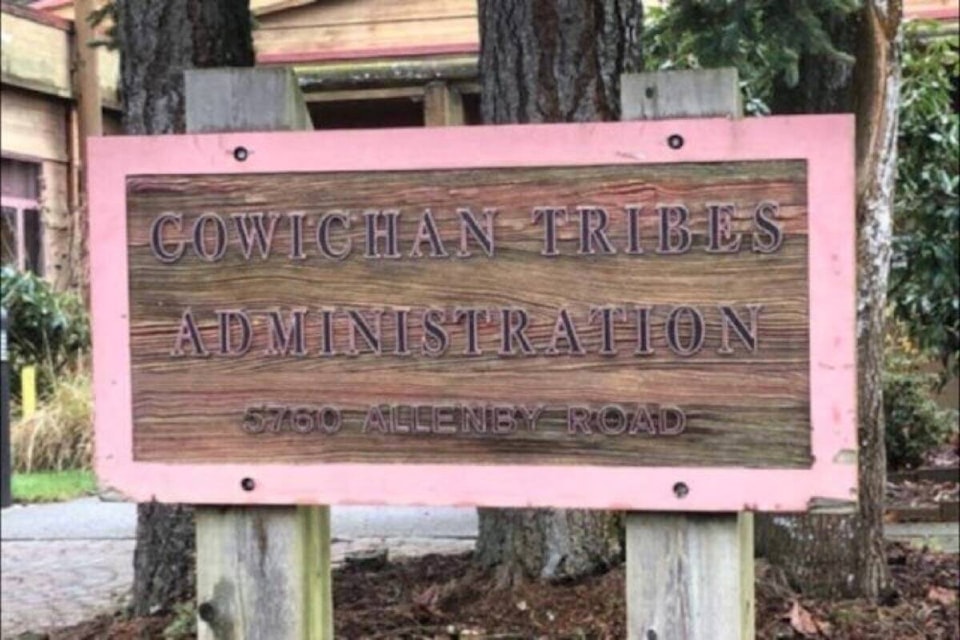 COWICHAN TRIBES
ADMINISTRATION
5760 ALLENBY ROAD